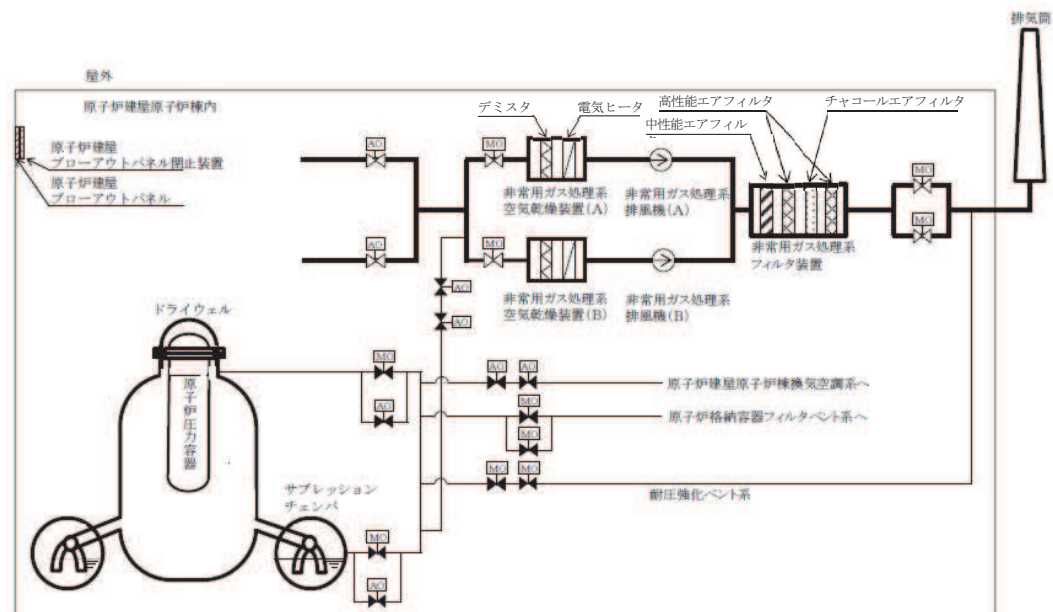 排気筒
屋外
原子炉建屋原子炉棟内
デミスタ
電気ヒータ
高性能エアフィルタ
チャコールエアフィルタ
中性能エアフィル
原子炉建屋
ブローアウトパネル閉止装置
原子炉建屋
ブローアウトパネル
AO
MO
MO
非常用ガス処理系
空気乾燥装置(A)
非常用ガス処理系
排風機(A)
AO
MO
MO
非常用ガス処理系
フィルタ装置
AO
AO
非常用ガス処理系
空気乾燥装置(B)
非常用ガス処理系
排風機(B)
ドライウェル
原子炉圧力容器
MO
AO
AO
AO
原子炉建屋原子炉棟換気空調系へ
MO
原子炉格納容器フィルタベント系へ
MO
MO
MO
耐圧強化ベント系
サプレッション
チェンバ
MO
AO